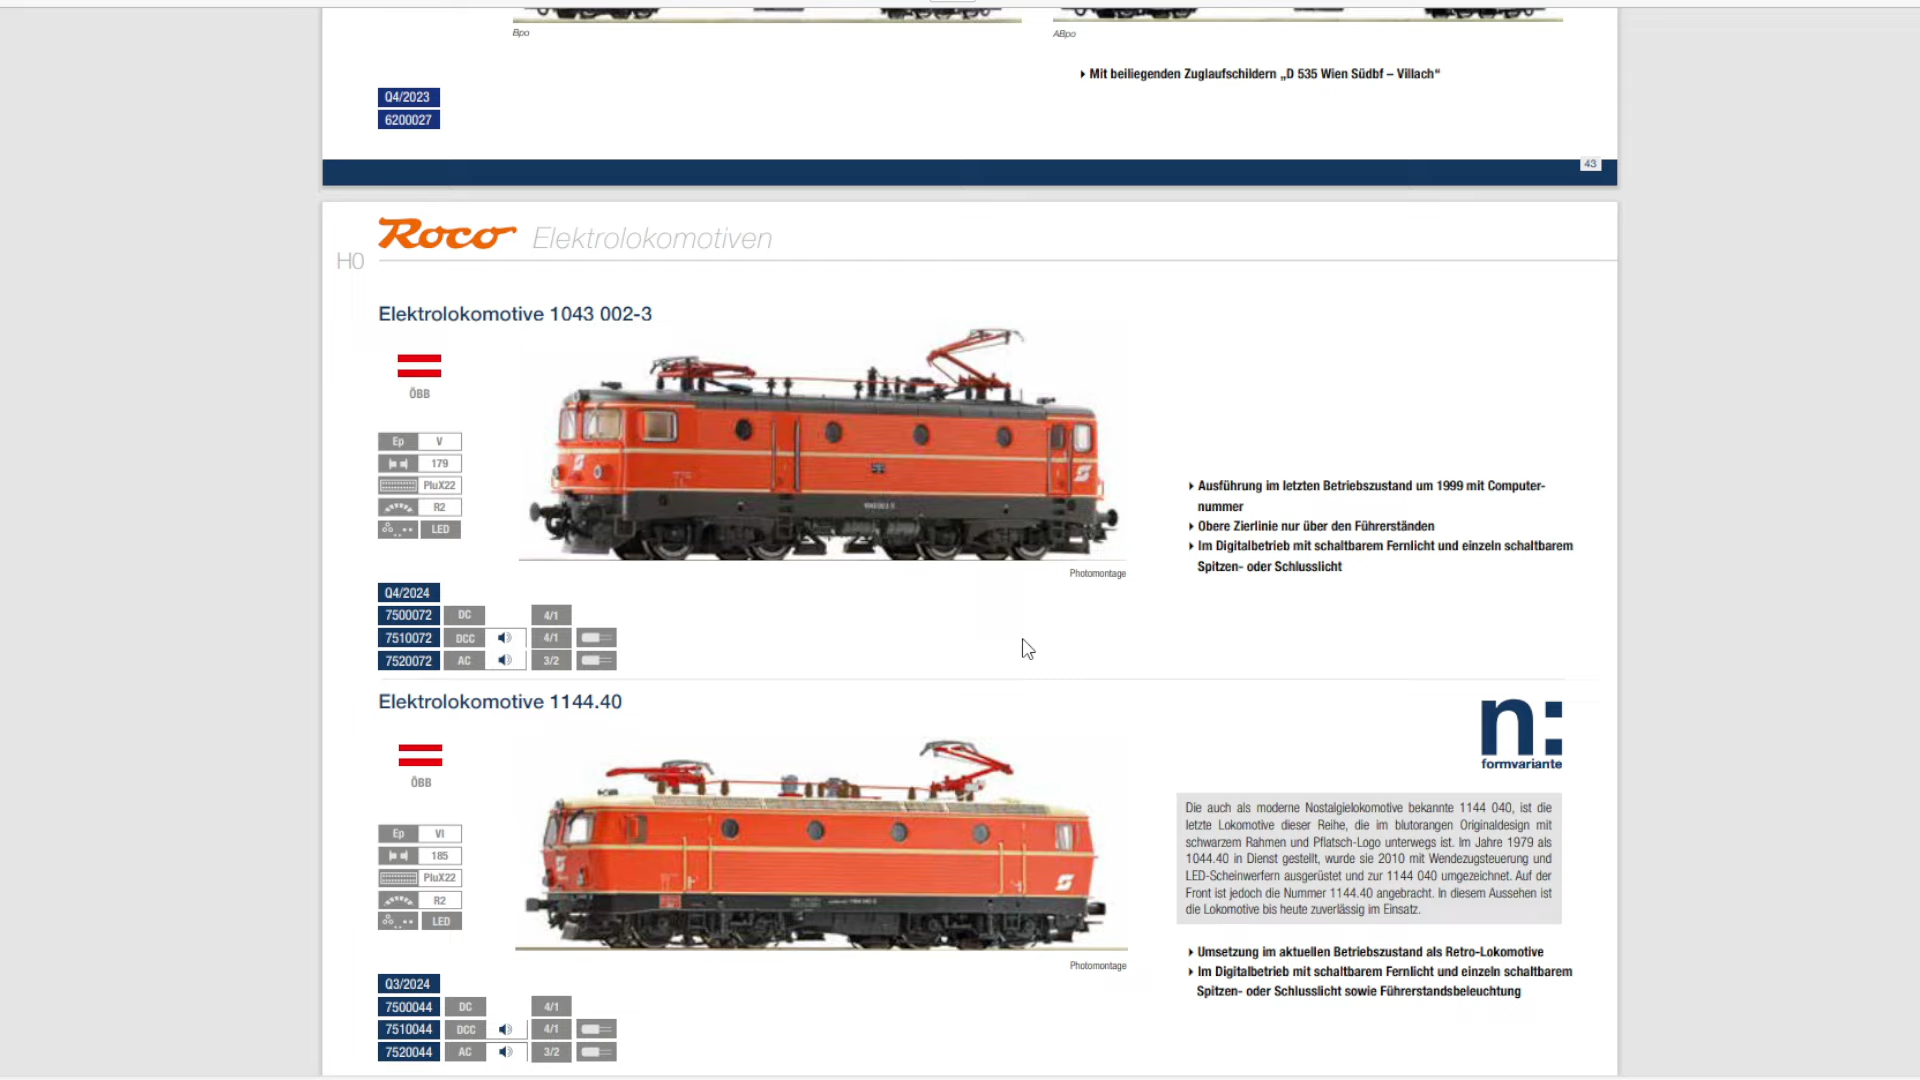 Bpo
ABpo
Mit beiliegenden Zuglaufschildern „D 535 Wien Südbf – Villach“
Q4/2023
6200027
43
Roco Elektrolokomotiven
H0
Elektrolokomotive 1043 002-3
ÖBB
Ep V
179
PluX22
R2
LED
Ausführung im letzten Betriebszustand um 1999 mit Computer-
nummer
Obere Zierlinie nur über den Führerständen
Im Digitalbetrieb mit schaltbarem Fernlicht und einzeln schaltbarem
Spitzen- oder Schlusslicht
Photomontage
Q4/2024
7500072 DC 4/1
7510072 DCC 4/1
7520072 AC 3/2
Elektrolokomotive 1144.40
n:
formvariante
ÖBB
Ep VI
185
PluX22
R2
LED
Die auch als moderne Nostalgielokomotive bekannte 1144 040, ist die
letzte Lokomotive dieser Reihe, die im blutorangen Originaldesign mit
schwarzem Rahmen und Pflatsch-Logo unterwegs ist. Im Jahre 1979 als
1044.40 in Dienst gestellt, wurde sie 2010 mit Wendezugsteuerung und
LED-Scheinwerfern ausgerüstet und zur 1144 040 umgezeichnet. Auf der
Front ist jedoch die Nummer 1144.40 angebracht. In diesem Aussehen ist
die Lokomotive bis heute zuverlässig im Einsatz.
Umsetzung im aktuellen Betriebszustand als Retro-Lokomotive
Im Digitalbetrieb mit schaltbarem Fernlicht und einzeln schaltbarem
Spitzen- oder Schlusslicht sowie Führerstandsbeleuchtung
Photomontage
Q3/2024
7500044 DC 4/1
7510044 DCC 4/1
7520044 AC 3/2